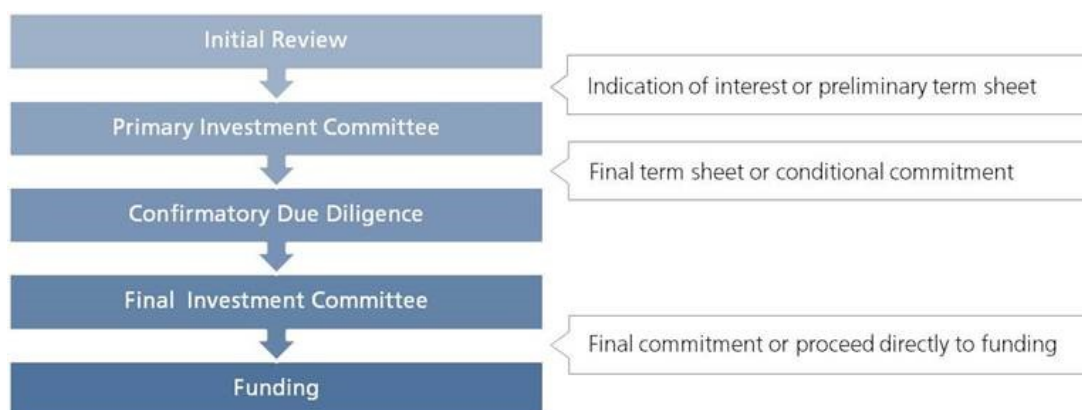 Initial Review
Indication of interest or preliminary term sheet
Primary Investment Committee
Final term sheet or conditional commitment
Confirmatory Due Diligence
Final Investment Committee
Final commitment or proceed directly to funding
Funding